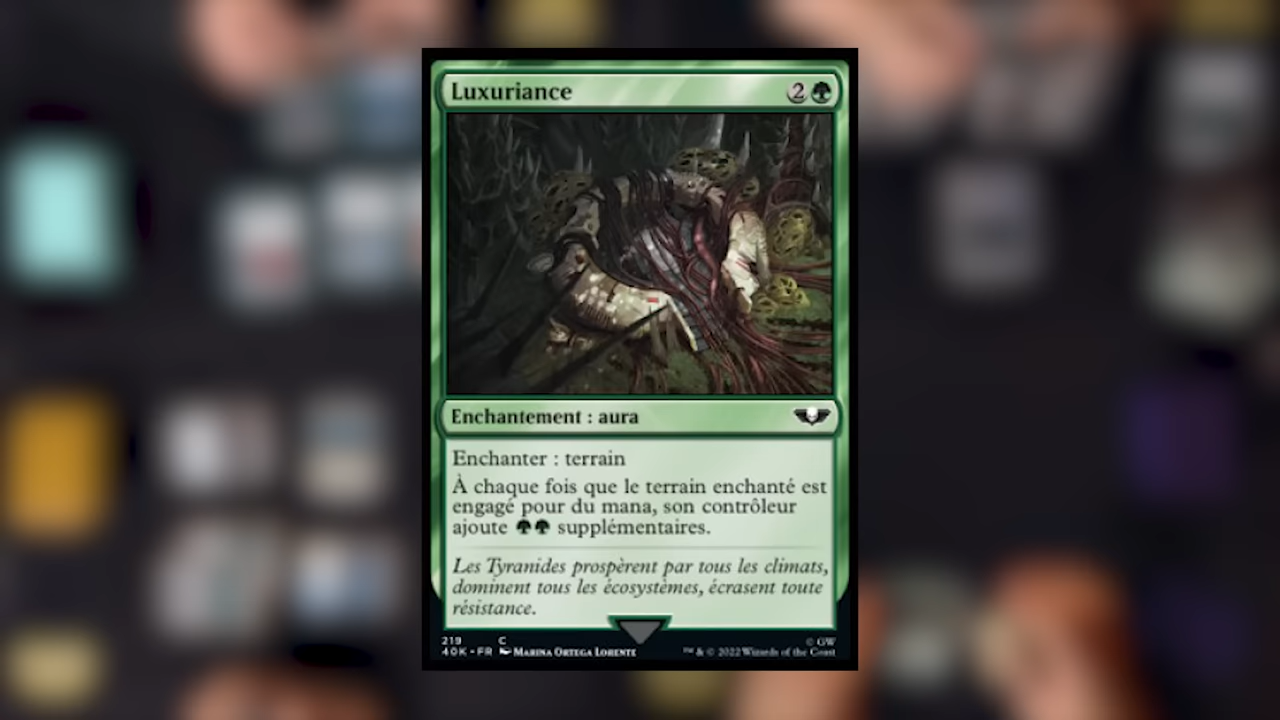 Luxuriance 2
Enchantement : aura
Enchanter : terrain
À chaque fois que le terrain enchanté est
engagé pour du mana, son contrôleur
ajoute supplémentaires.
Les Tyranides prospèrent par tous les climats,
dominent tous les écosystèmes, écrasent toute
résistance.
219 C © GW
40K • FR Marina Ortega Lorente ™ & © 2022 Wizards of the Coast